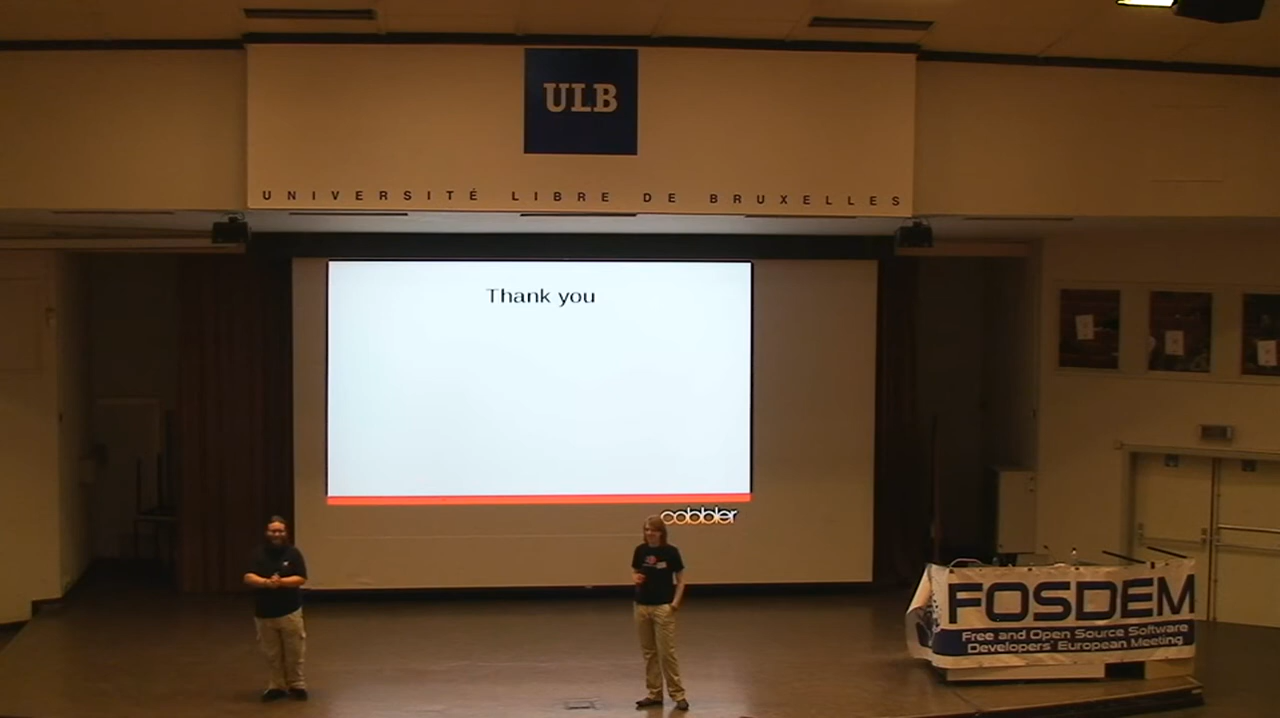 ULB
UNIVERSITÉ LIBRE DE BRUXELLES
Thank you
cobbler
FOSDEM
Free and Open Source Software
Developers' European Meeting